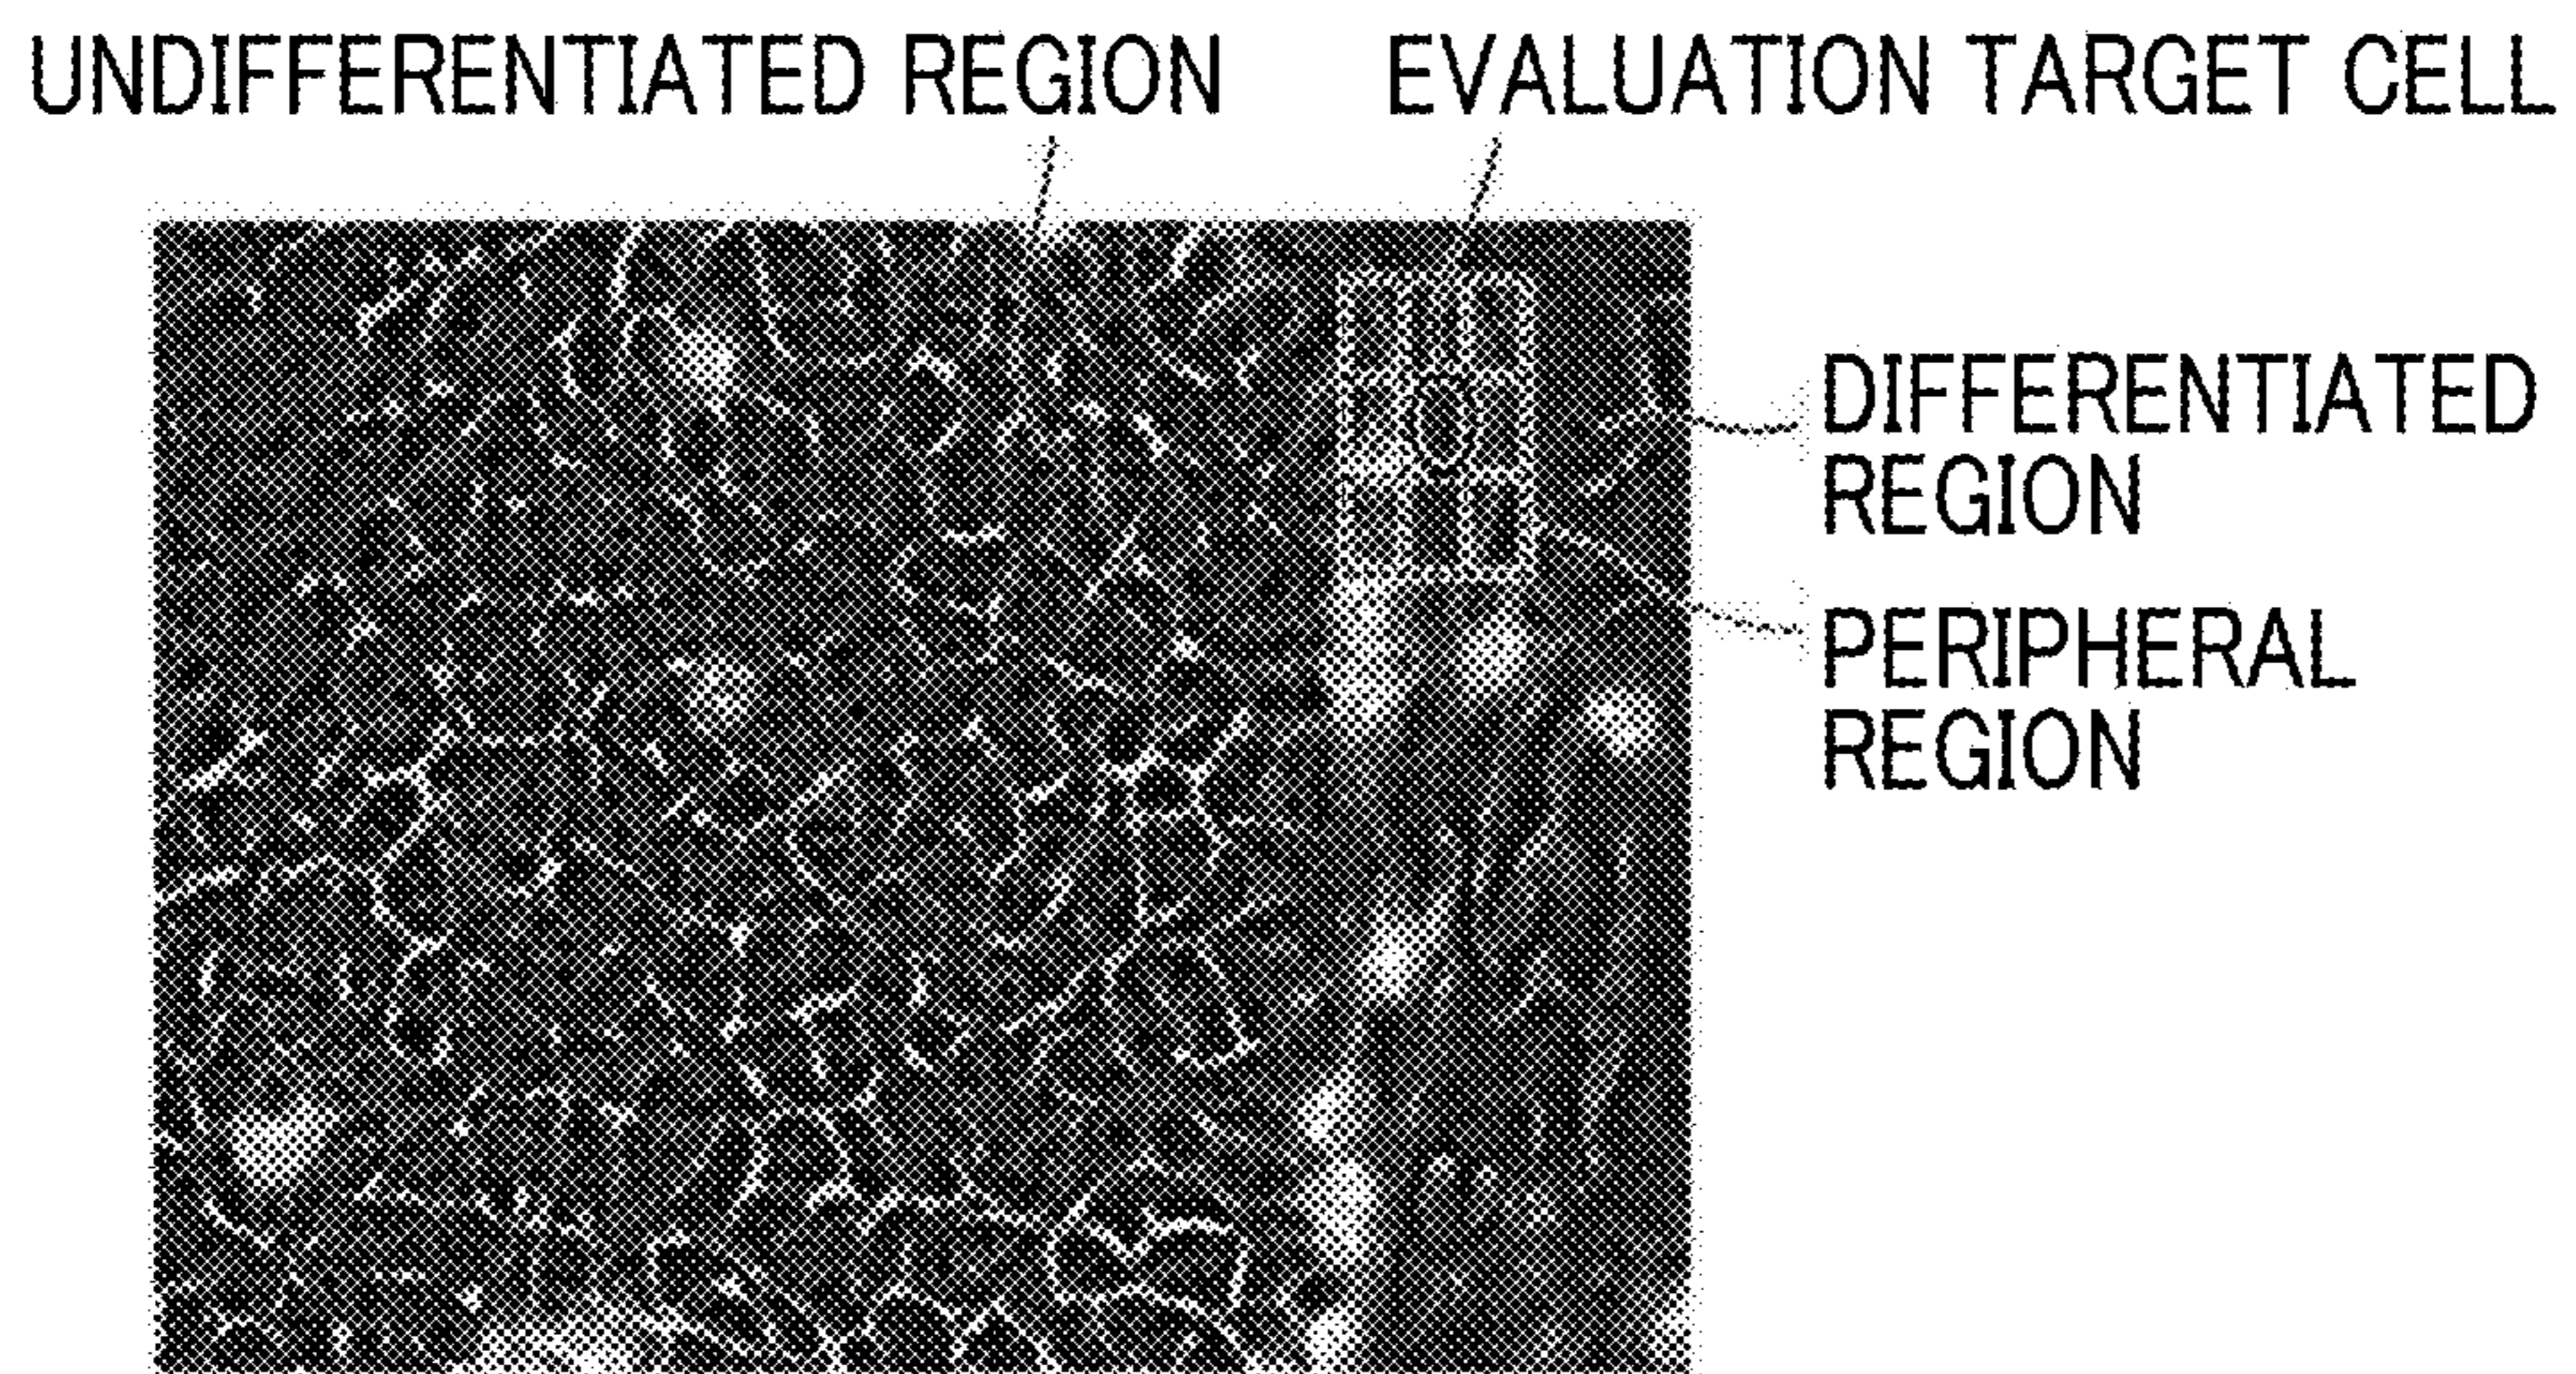 UNDIFFERENTIATED REGION
EVALUATION TARGET CELL
DIFFERENTIATED
REGION
PERIPHERAL
REGION